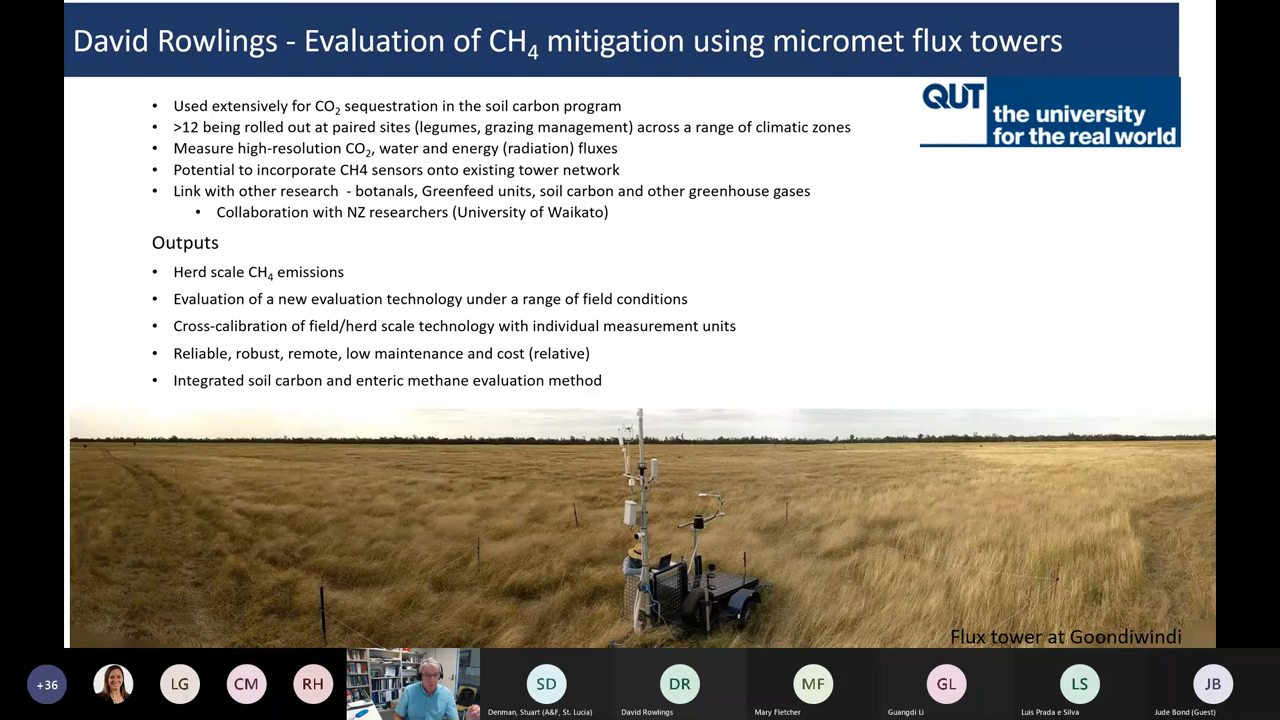 David Rowlings - Evaluation of CH₄ mitigation using micromet flux towers
QUT
the university
for the real world
• Used extensively for CO₂ sequestration in the soil carbon program
• >12 being rolled out at paired sites (legumes, grazing management) across a range of climatic zones
• Measure high-resolution CO₂, water and energy (radiation) fluxes
• Potential to incorporate CH4 sensors onto existing tower network
• Link with other research - botanals, Greenfeed units, soil carbon and other greenhouse gases
• Collaboration with NZ researchers (University of Waikato)
Outputs
• Herd scale CH₄ emissions
• Evaluation of a new evaluation technology under a range of field conditions
• Cross-calibration of field/herd scale technology with individual measurement units
• Reliable, robust, remote, low maintenance and cost (relative)
• Integrated soil carbon and enteric methane evaluation method
Flux tower at Goondiwindi
+36 LG CM RH SD DR MF GL LS JB
Denman, Stuart (A&F, St. Lucia) David Rowlings Mary Fletcher Guangdi Li Luis Prada e Silva Jude Bond (Guest)